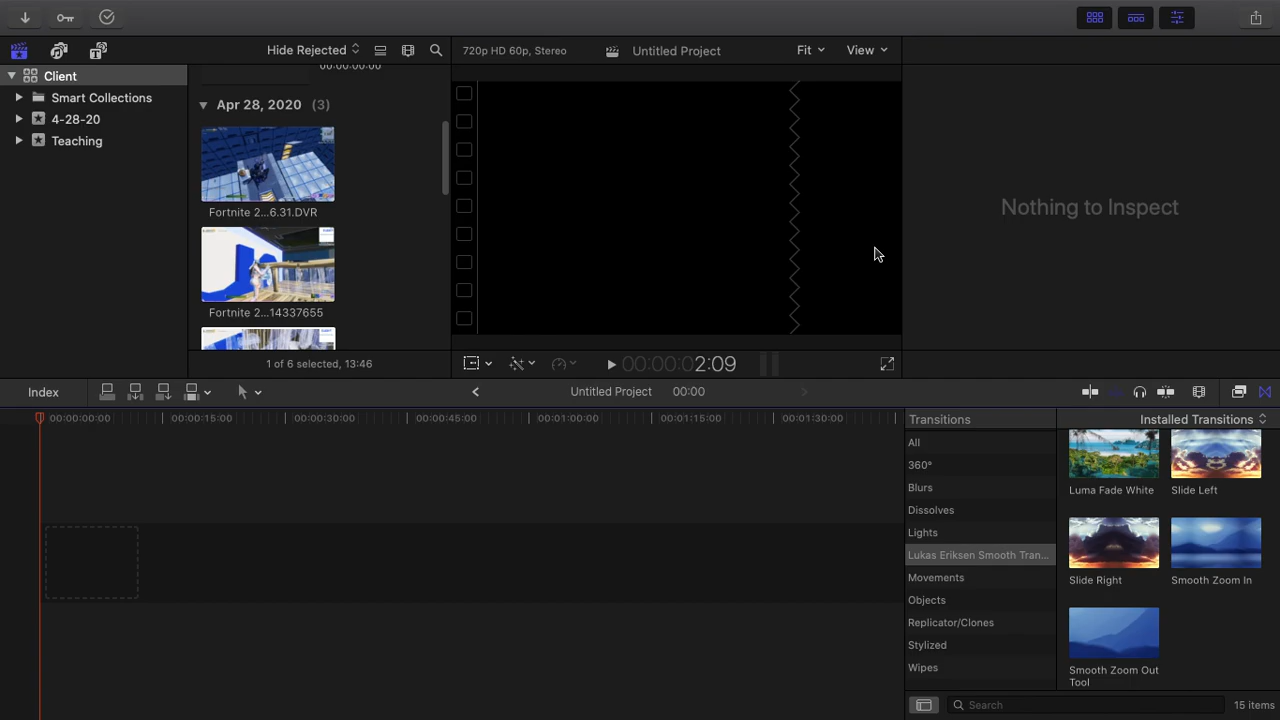 Hide Rejected
720p HD 60p, Stereo
Untitled Project
Fit
View
Client
Smart Collections
4-28-20
Teaching
00:00:00:00
Apr 28, 2020 (3)
Fortnite 2...6.31.DVR
Fortnite 2...14337655
1 of 6 selected, 13:46
00:00:00:02:09
Nothing to Inspect
Index
Untitled Project
00:00
00:00:00:00
00:00:15:00
00:00:30:00
00:00:45:00
00:01:00:00
00:01:15:00
00:01:30:00
Transitions
Installed Transitions
All
360°
Blurs
Dissolves
Lights
Lukas Eriksen Smooth Tran...
Movements
Objects
Replicator/Clones
Stylized
Wipes
Luma Fade White
Slide Left
Slide Right
Smooth Zoom In
Smooth Zoom Out
Tool
Search
15 items